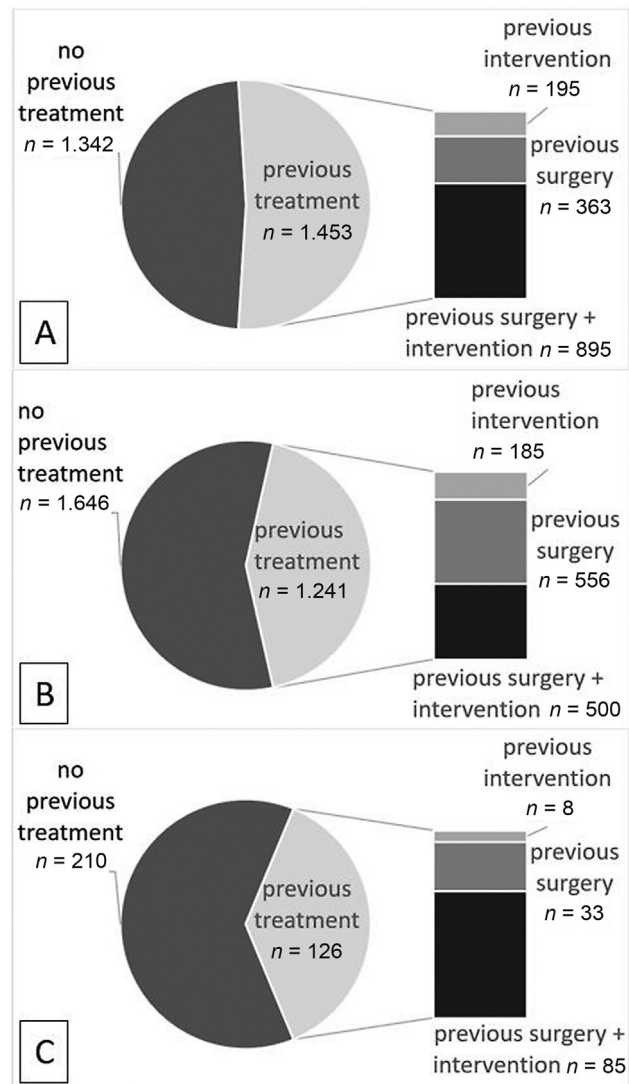 no
previous
treatment
n = 1.342
previous
treatment
n = 1.453
previous
intervention
n = 195
previous
surgery
n = 363
previous surgery +
intervention n = 895
A
no
previous
treatment
n = 1.646
previous
treatment
n = 1.241
previous
intervention
n = 185
previous
surgery
n = 556
previous surgery +
intervention n = 500
B
no
previous
treatment
n = 210
previous
treatment
n = 126
previous
intervention
n = 8
previous
surgery
n = 33
previous surgery +
intervention n = 85
C